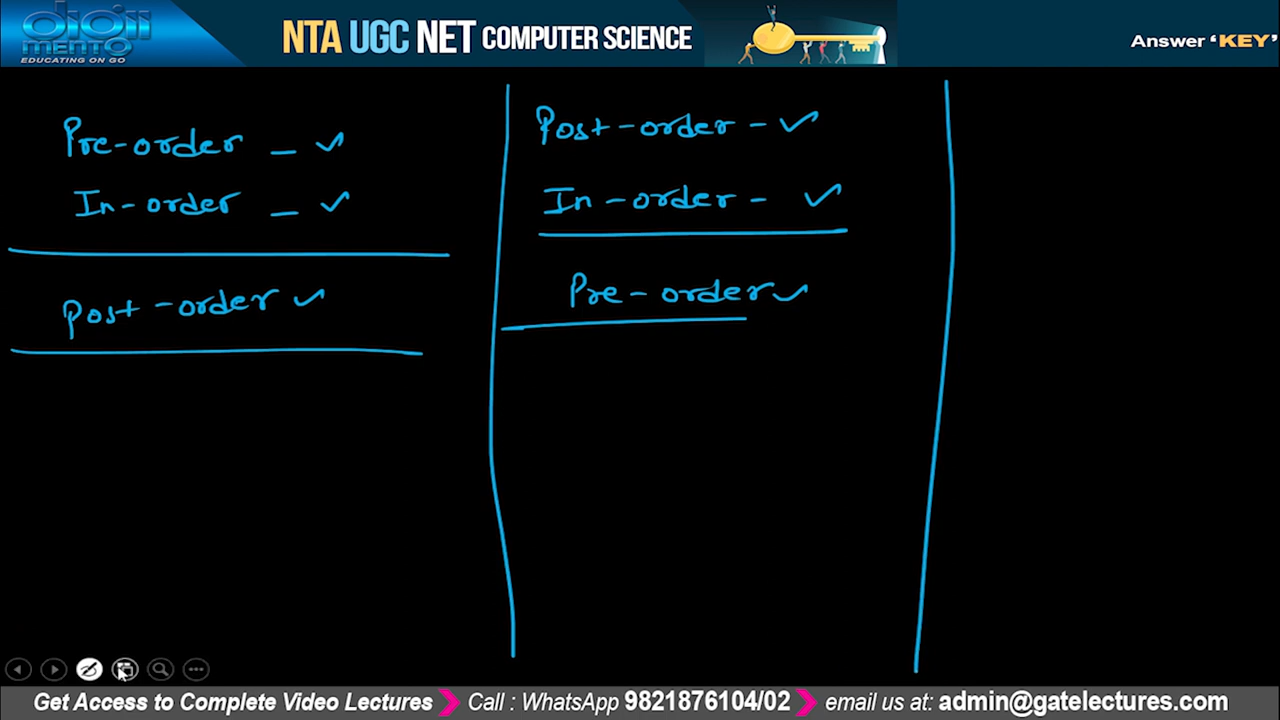 digii
MENTO
EDUCATING ON GO
NTA UGC NET COMPUTER SCIENCE
Answer ‘KEY’
Pre-order - ✓
In-order - ✓
Post-order ✓
Post-order - ✓
In-order - ✓
Pre-order ✓
Get Access to Complete Video Lectures
Call : WhatsApp 9821876104/02
email us at: admin@gatelectures.com